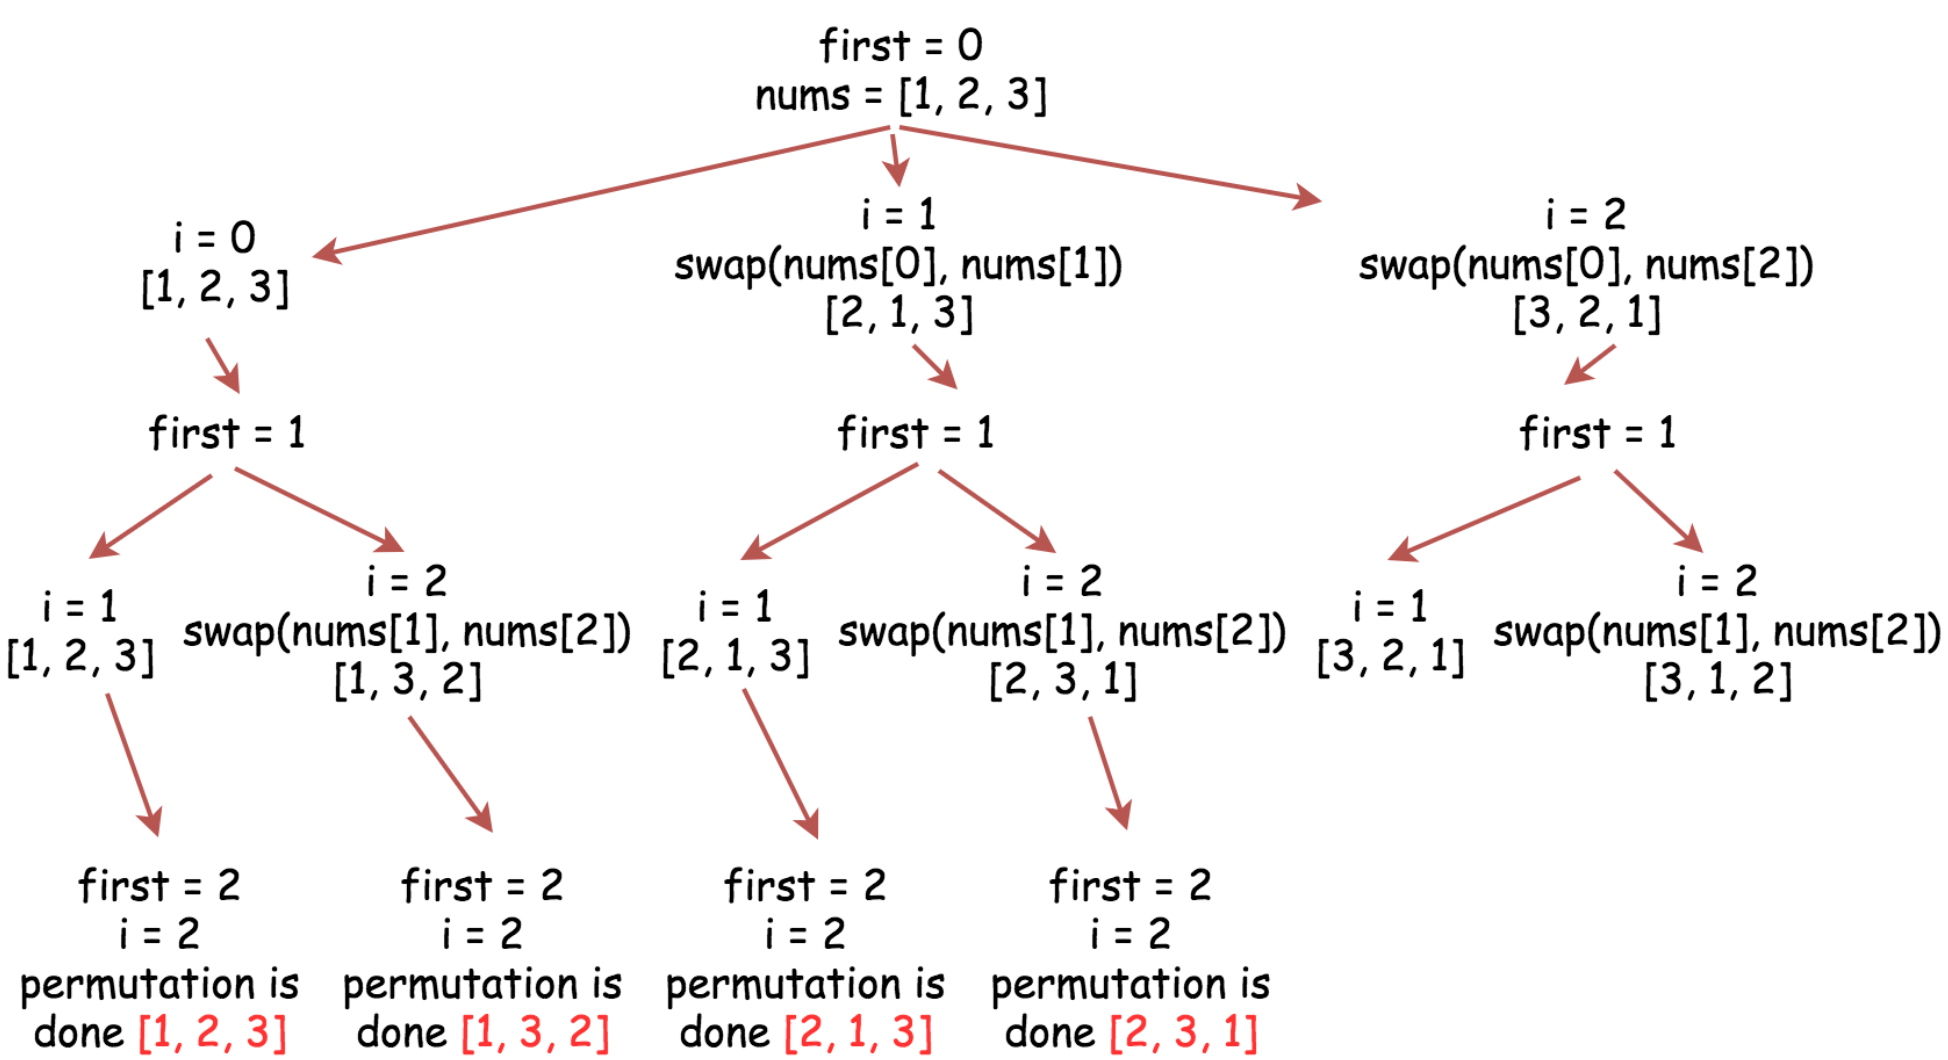 first = 0
nums = [1, 2, 3]
i = 0
[1, 2, 3]
i = 1
swap(nums[0], nums[1])
[2, 1, 3]
i = 2
swap(nums[0], nums[2])
[3, 2, 1]
first = 1
first = 1
first = 1
i = 1
[1, 2, 3]
i = 2
swap(nums[1], nums[2])
[1, 3, 2]
i = 1
[2, 1, 3]
i = 2
swap(nums[1], nums[2])
[2, 3, 1]
i = 1
[3, 2, 1]
i = 2
swap(nums[1], nums[2])
[3, 1, 2]
first = 2
i = 2
permutation is
done [1, 2, 3]
first = 2
i = 2
permutation is
done [1, 3, 2]
first = 2
i = 2
permutation is
done [2, 1, 3]
first = 2
i = 2
permutation is
done [2, 3, 1]